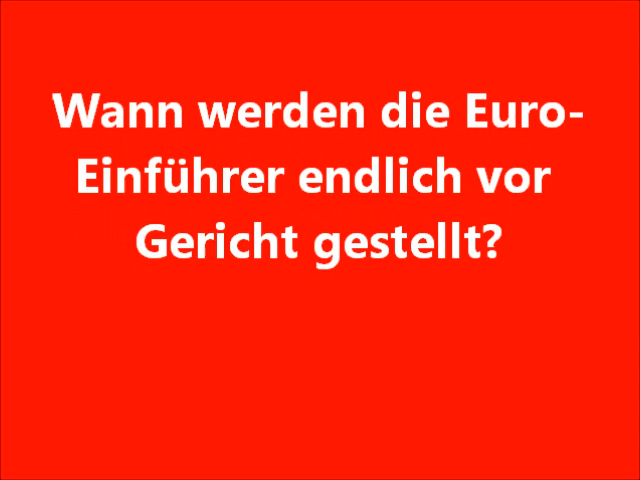 Wann werden die Euro-
Einführer endlich vor
Gericht gestellt?